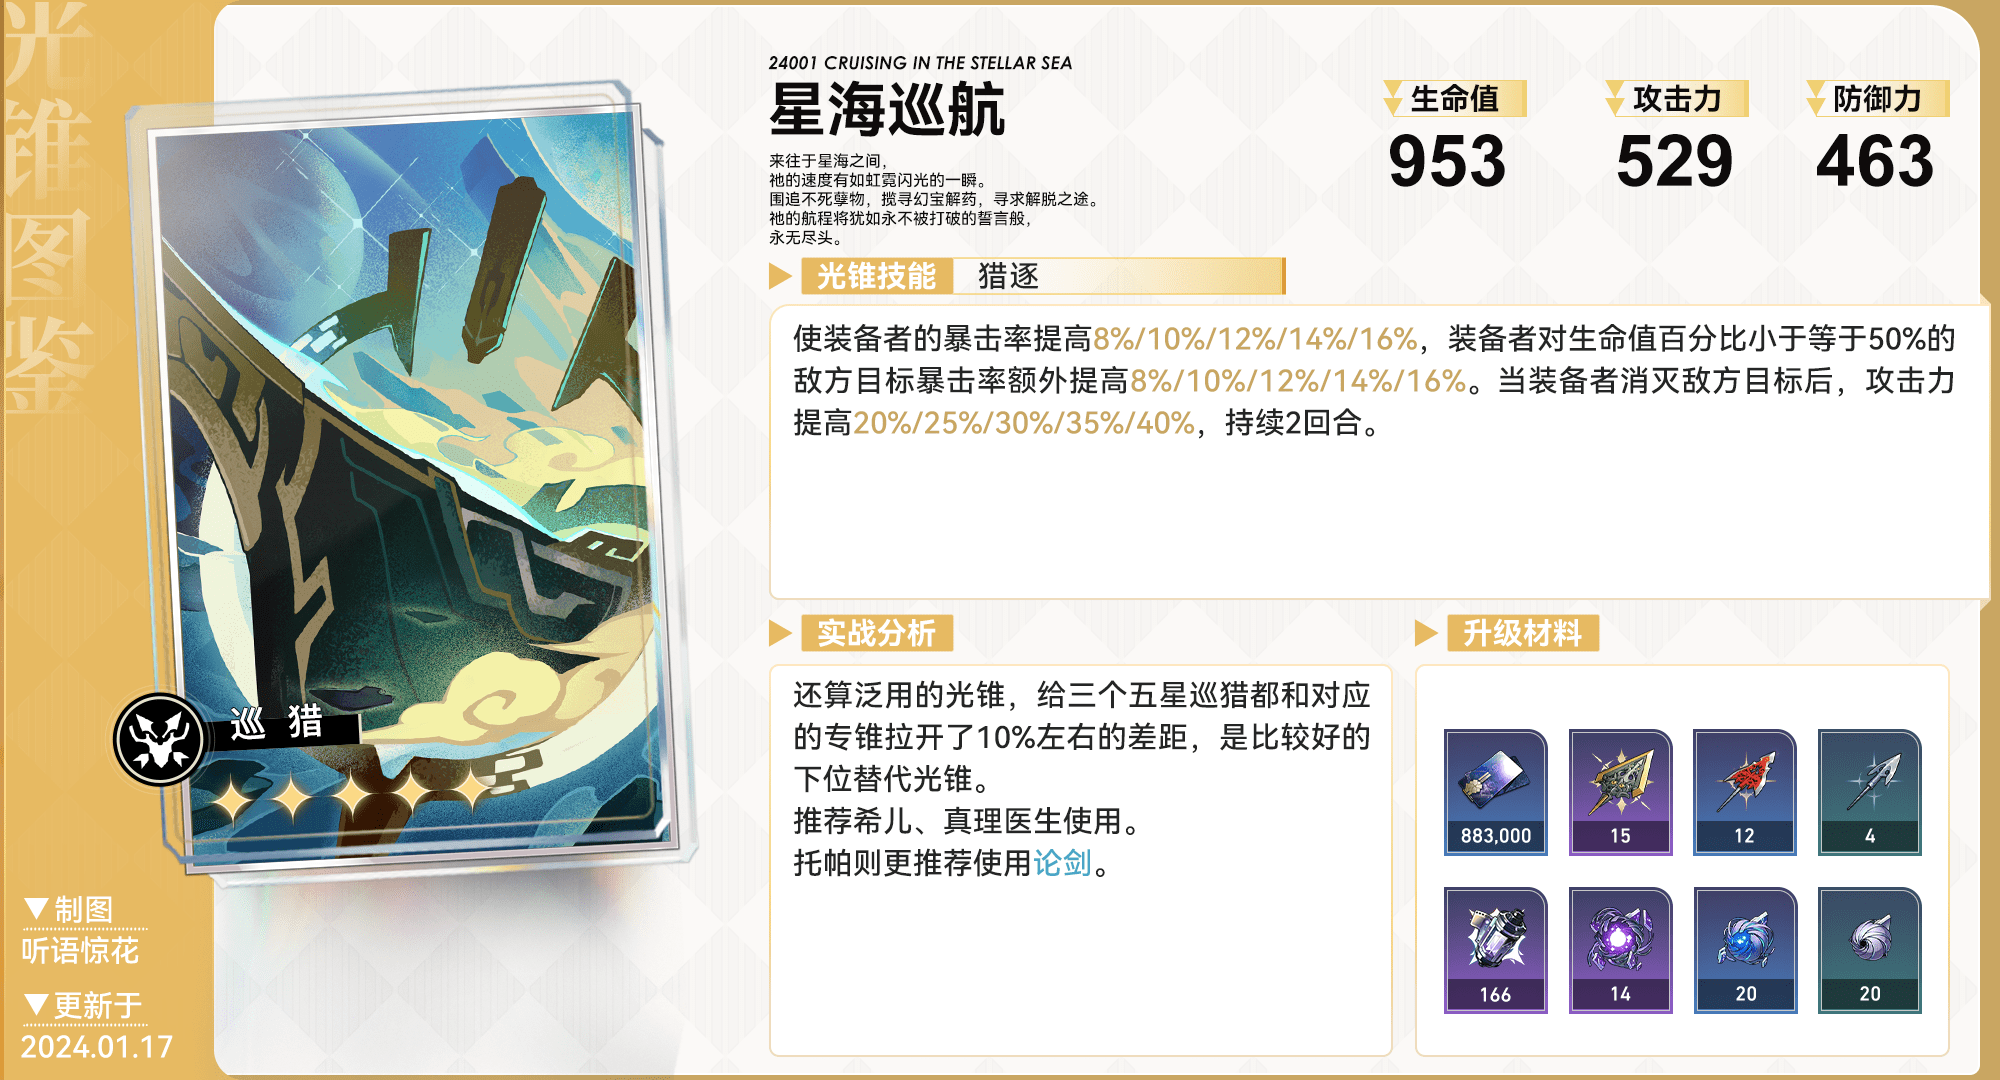 光锥图鉴
24001 CRUISING IN THE STELLAR SEA
星海巡航
来往于星海之间，
祂的速度有如虹霓闪光的一瞬。
围追不死孽物，揽寻幻宝解药，寻求解脱之途。
祂的航程将犹如永不被打破的誓言般，
永无尽头。
生命值
953
攻击力
529
防御力
463
光锥技能 猎逐
使装备者的暴击率提高8%/10%/12%/14%/16%，装备者对生命值百分比小于等于50%的
敌方目标暴击率额外提高8%/10%/12%/14%/16%。当装备者消灭敌方目标后，攻击力
提高20%/25%/30%/35%/40%，持续2回合。
巡猎
实战分析
还算泛用的光锥，给三个五星巡猎都和对应
的专锥拉开了10%左右的差距，是比较好的
下位替代光锥。
推荐希儿、真理医生使用。
托帕则更推荐使用论剑。
升级材料
883,000 15 12 4
166 14 20 20
▼制图
听语惊花
▼更新于
2024.01.17